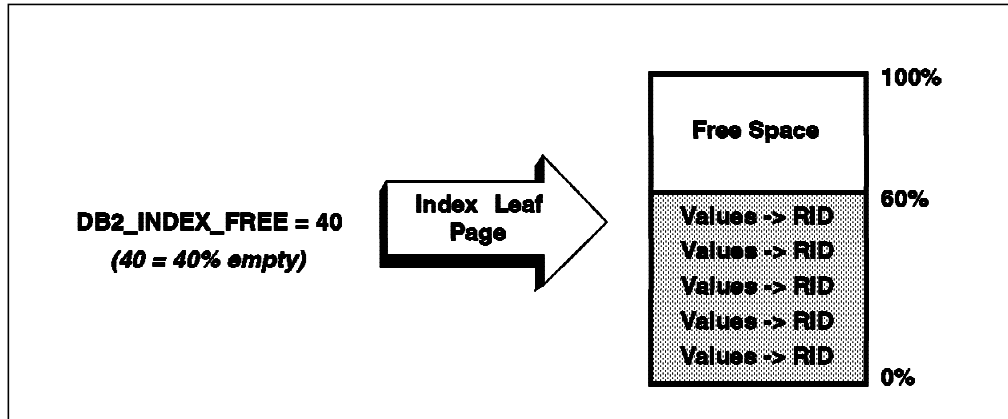 DB2_INDEX_FREE = 40
(40 = 40% empty)
Index Leaf
Page
100%
Free Space
60%
Values -> RID
Values -> RID
Values -> RID
Values -> RID
Values -> RID
0%